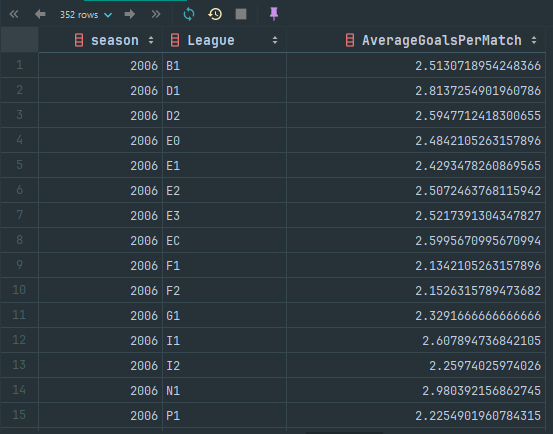 352 rows
season League AverageGoalsPerMatch
1 2006 B1 2.5130718954248366
2 2006 D1 2.8137254901960786
3 2006 D2 2.5947712418300655
4 2006 E0 2.4842105263157896
5 2006 E1 2.4293478260869565
6 2006 E2 2.5072463768115942
7 2006 E3 2.5217391304347827
8 2006 EC 2.5995670995670994
9 2006 F1 2.1342105263157896
10 2006 F2 2.1526315789473682
11 2006 G1 2.3291666666666666
12 2006 I1 2.607894736842105
13 2006 I2 2.25974025974026
14 2006 N1 2.980392156862745
15 2006 P1 2.2254901960784315